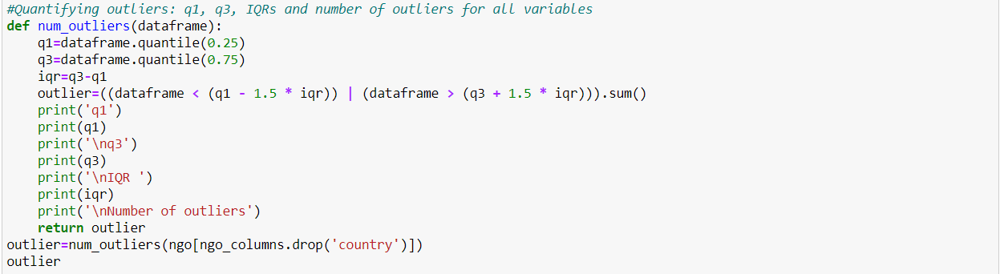 #Quantifying outliers: q1, q3, IQRs and number of outliers for all variables
def num_outliers(dataframe):
    q1=dataframe.quantile(0.25)
    q3=dataframe.quantile(0.75)
    iqr=q3-q1
    outlier=((dataframe < (q1 - 1.5 * iqr)) | (dataframe > (q3 + 1.5 * iqr))).sum()
    print('q1')
    print(q1)
    print('\nq3')
    print(q3)
    print('\nIQR ')
    print(iqr)
    print('\nNumber of outliers')
    return outlier
outlier=num_outliers(ngo[ngo_columns.drop('country')])
outlier